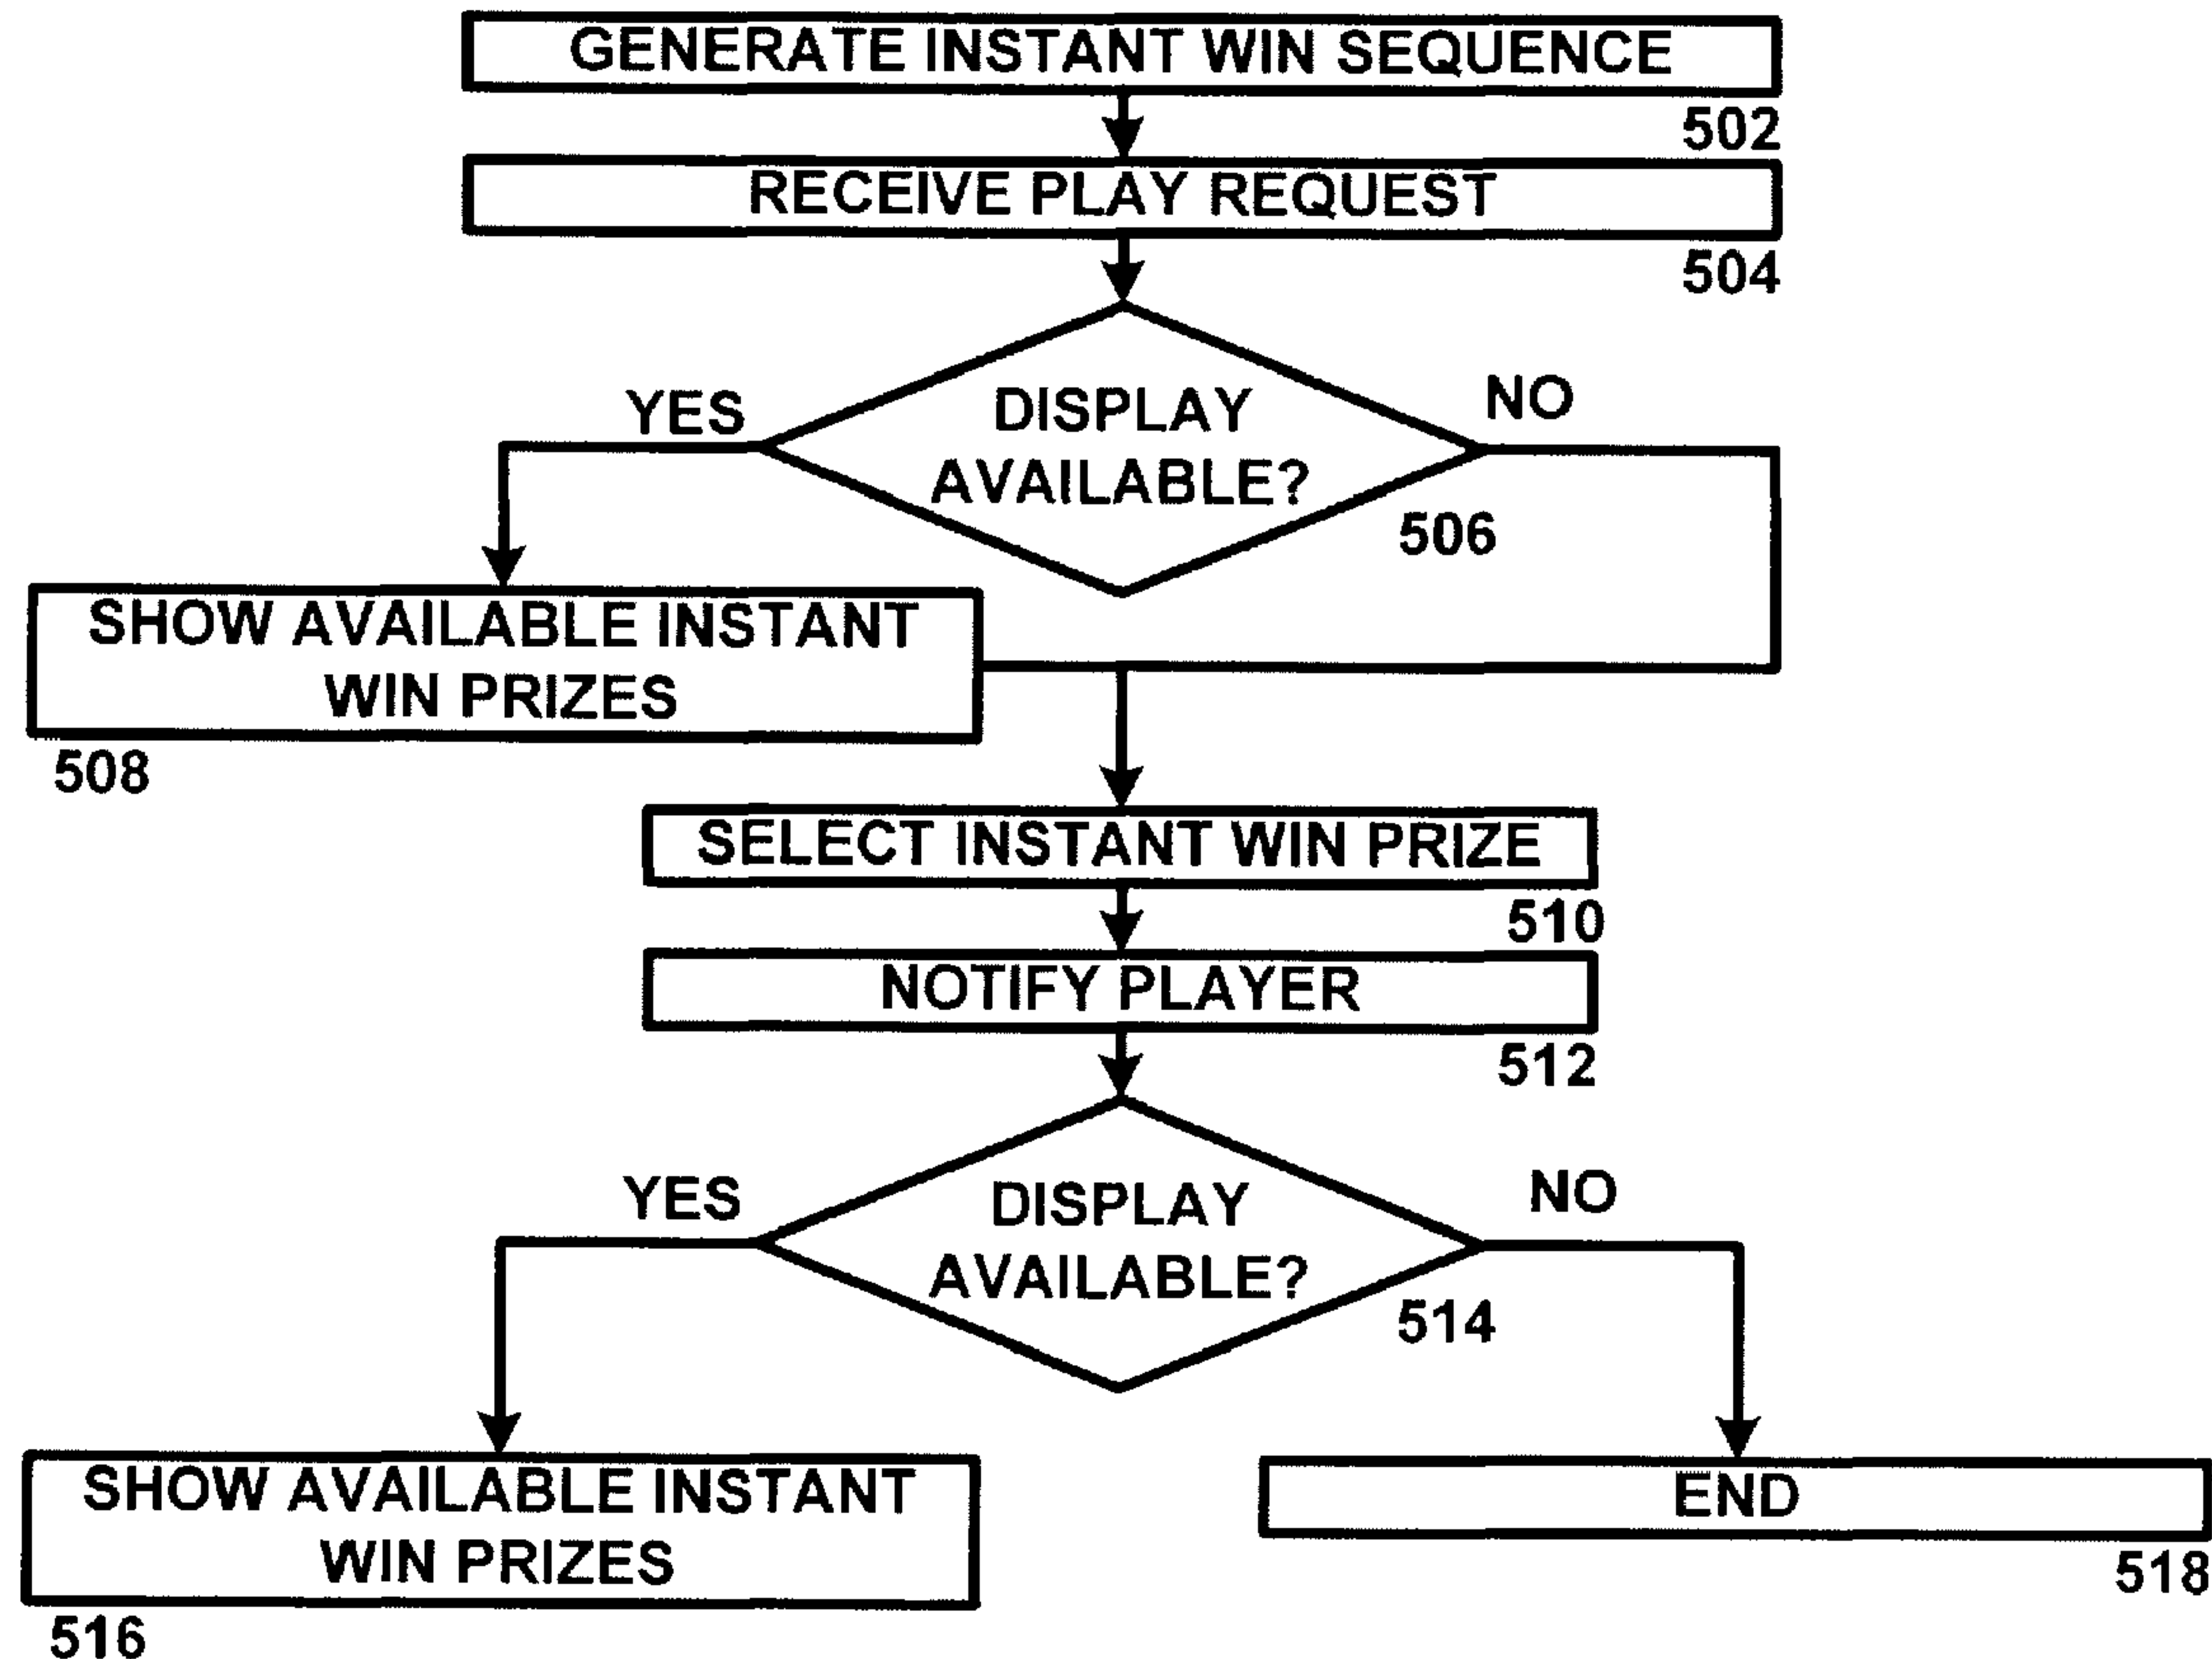 GENERATE INSTANT WIN SEQUENCE
502
RECEIVE PLAY REQUEST
504
YES
DISPLAY
AVAILABLE?
NO
506
SHOW AVAILABLE INSTANT
WIN PRIZES
508
SELECT INSTANT WIN PRIZE
510
NOTIFY PLAYER
512
YES
DISPLAY
AVAILABLE?
NO
514
SHOW AVAILABLE INSTANT
WIN PRIZES
516
END
518